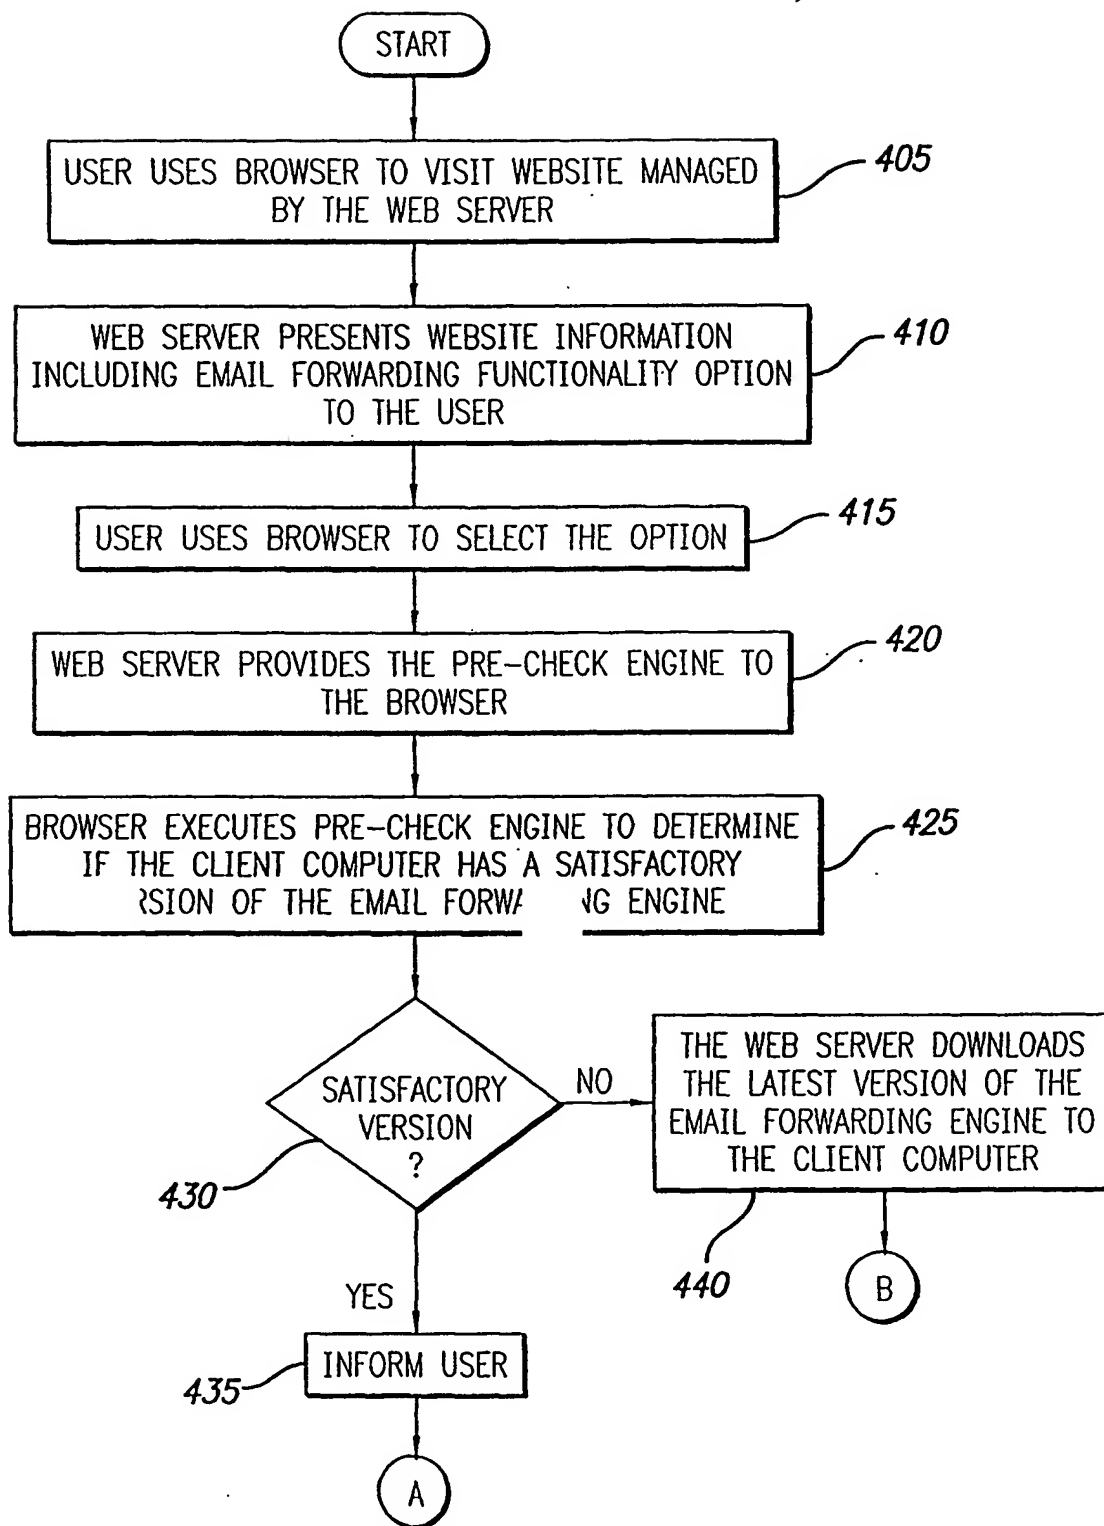 START
USER USES BROWSER TO VISIT WEBSITE MANAGED
BY THE WEB SERVER
405
WEB SERVER PRESENTS WEBSITE INFORMATION
INCLUDING EMAIL FORWARDING FUNCTIONALITY OPTION
TO THE USER
410
USER USES BROWSER TO SELECT THE OPTION
415
WEB SERVER PROVIDES THE PRE-CHECK ENGINE TO
THE BROWSER
420
BROWSER EXECUTES PRE-CHECK ENGINE TO DETERMINE
IF THE CLIENT COMPUTER HAS A SATISFACTORY
OF THE EMAIL ENGINE
425
SATISFACTORY
VERSION
?
430
NO
THE WEB SERVER DOWNLOADS
THE LATEST VERSION OF THE
EMAIL FORWARDING ENGINE TO
THE CLIENT COMPUTER
440
B
YES
INFORM USER
435
A